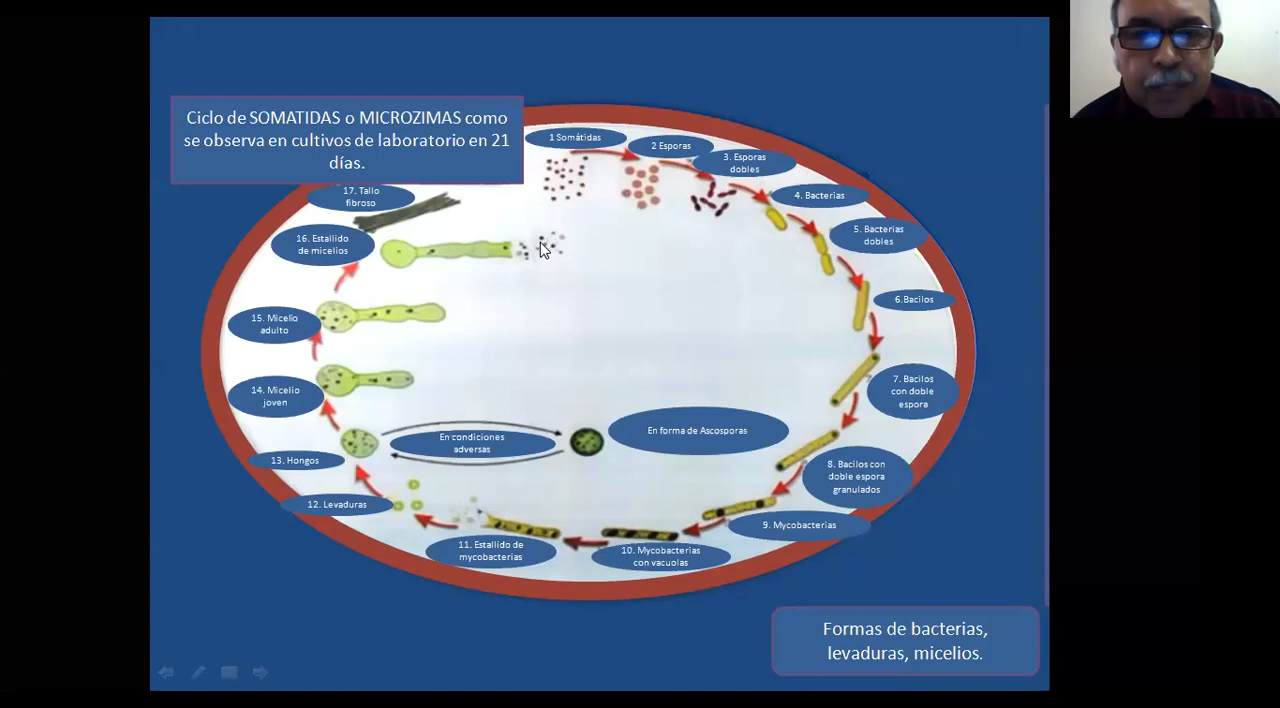 Ciclo de SOMATIDAS o MICROZIMAS como
se observa en cultivos de laboratorio en 21
días.
1 Somátidas
2 Esporas
3. Esporas
dobles
4. Bacterias
5. Bacterias
dobles
6.Bacilos
7. Bacilos
con doble
espora
8. Bacilos con
doble espora
granulados
9. Mycobacterias
10. Mycobacterias
con vacuolas
11. Estallido de
mycobacterias
12. Levaduras
13. Hongos
En condiciones
adversas
En forma de Ascosporas
14. Micelio
joven
15. Micelio
adulto
16. Estallido
de micelios
17. Tallo
fibroso
Formas de bacterias,
levaduras, micelios.